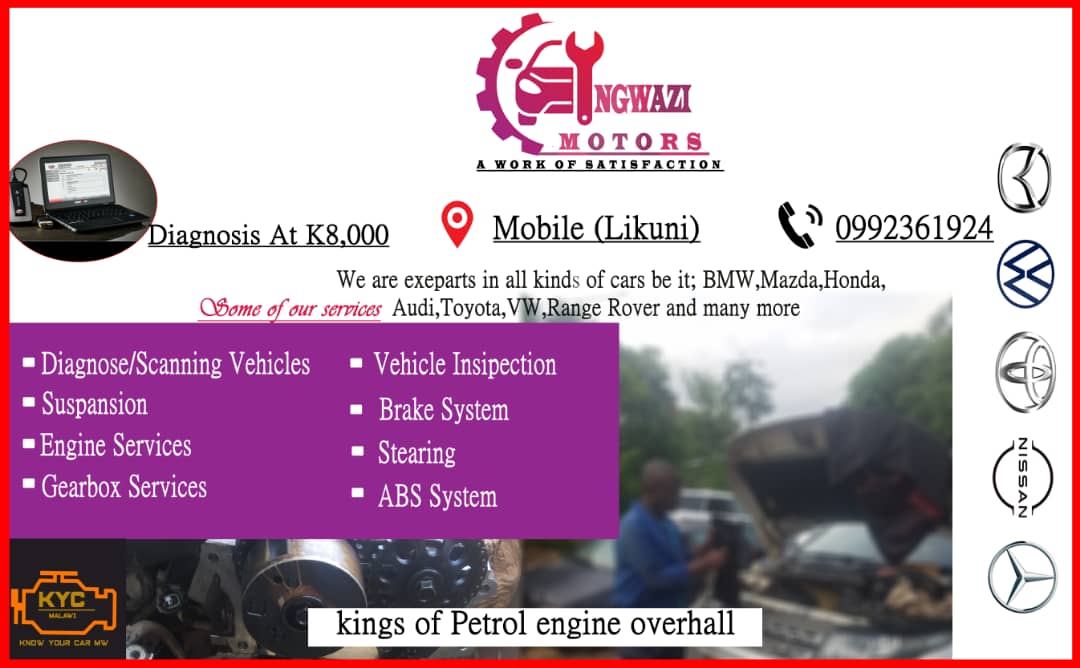 NGWAZI
MOTORS
A WORK OF SATISFACTION
Diagnosis At K8,000
Mobile (Likuni)
0992361924
We are exeparts in all kinds of cars be it; BMW,Mazda,Honda,
Some of our services
Audi,Toyota,VW,Range Rover and many more
Diagnose/Scanning Vehicles
Suspansion
Engine Services
Gearbox Services
Vehicle Insipection
Brake System
Stearing
ABS System
NISSAN
KYC
MALAWI
KNOW YOUR CAR MW
kings of Petrol engine overhall